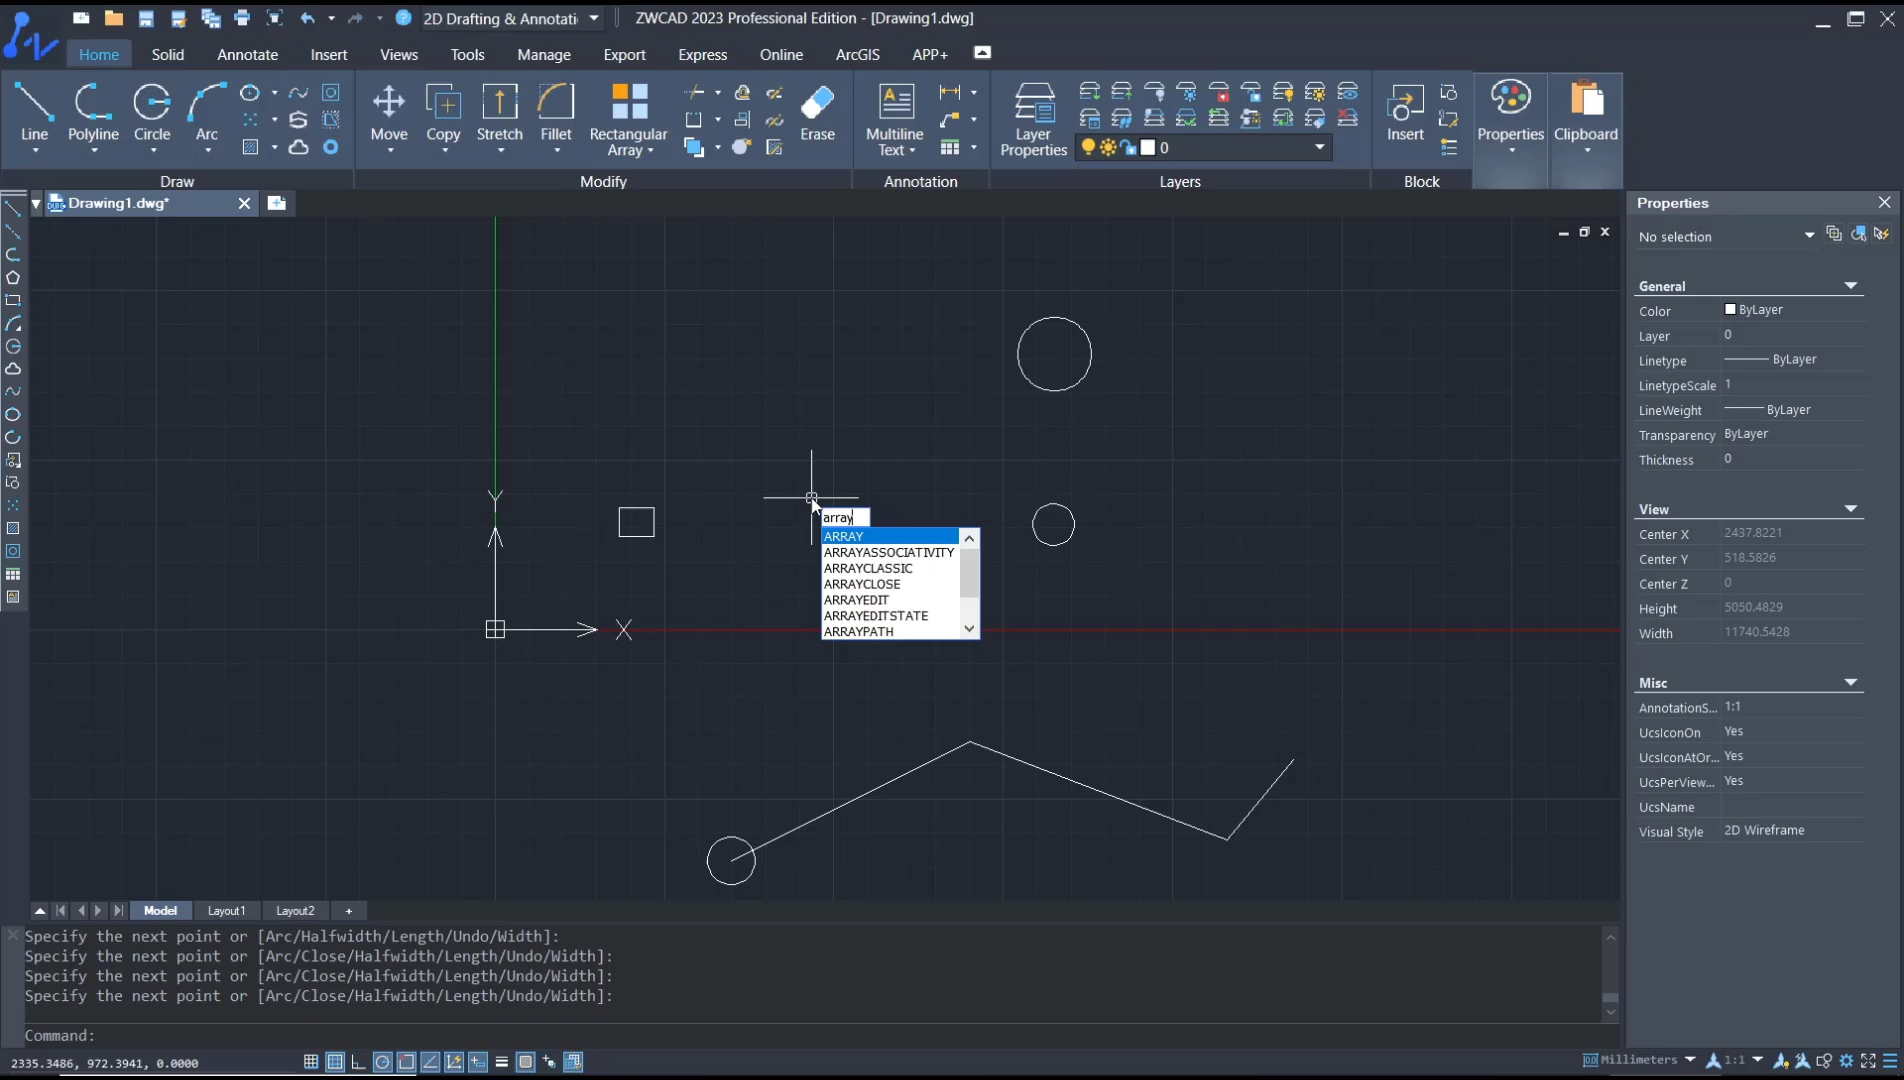 2D Drafting & Annotati
ZWCAD 2023 Professional Edition - [Drawing1.dwg]
Home
Solid
Annotate
Insert
Views
Tools
Manage
Export
Express
Online
ArcGIS
APP+
Line
Polyline
Circle
Arc
Move
Copy
Stretch
Fillet
Rectangular
Array
Erase
Multiline
Text
Layer
Properties
0
Insert
Properties
Clipboard
Draw
Modify
Annotation
Layers
Block
Drawing1.dwg*
Properties
No selection
General
Color ByLayer
Layer 0
Linetype ByLayer
LinetypeScale 1
LineWeight ByLayer
Transparency ByLayer
Thickness 0
View
Center X 2437.8221
Center Y 518.5826
Center Z 0
Height 5050.4829
Width 11740.5428
Misc
AnnotationS... 1:1
UcsIconOn Yes
UcsIconAtOr... Yes
UcsPerView... Yes
UcsName
Visual Style 2D Wireframe
Y
X
array
ARRAY
ARRAYASSOCIATIVITY
ARRAYCLASSIC
ARRAYCLOSE
ARRAYEDIT
ARRAYEDITSTATE
ARRAYPATH
Model
Layout1
Layout2
+
Specify the next point or [Arc/Halfwidth/Length/Undo/Width]:
Specify the next point or [Arc/Close/Halfwidth/Length/Undo/Width]:
Specify the next point or [Arc/Close/Halfwidth/Length/Undo/Width]:
Specify the next point or [Arc/Close/Halfwidth/Length/Undo/Width]:
Command:
2335.3486, 972.3941, 0.0000
Millimeters
1:1